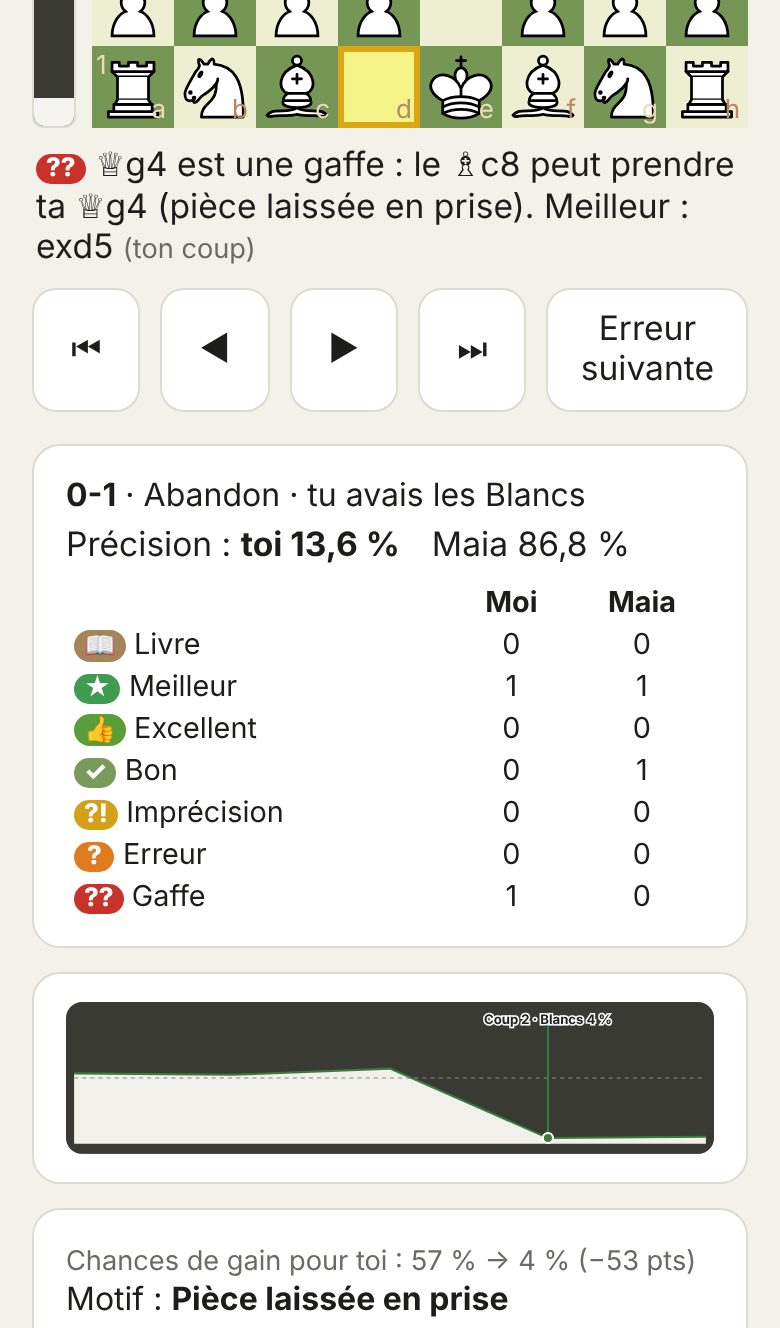 1 a b c d e f g h
?? ♕g4 est une gaffe : le ♗c8 peut prendre
ta ♕g4 (pièce laissée en prise). Meilleur :
exd5 (ton coup)
⏮ ◀ ▶ ⏭ Erreur
suivante
0-1 · Abandon · tu avais les Blancs
Précision : toi 13,6 % Maia 86,8 %
Moi Maia
📖 Livre 0 0
★ Meilleur 1 1
👍 Excellent 0 0
✓ Bon 0 1
?! Imprécision 0 0
? Erreur 0 0
?? Gaffe 1 0
Coup 2 · Blancs 4 %
Chances de gain pour toi : 57 % → 4 % (−53 pts)
Motif : Pièce laissée en prise